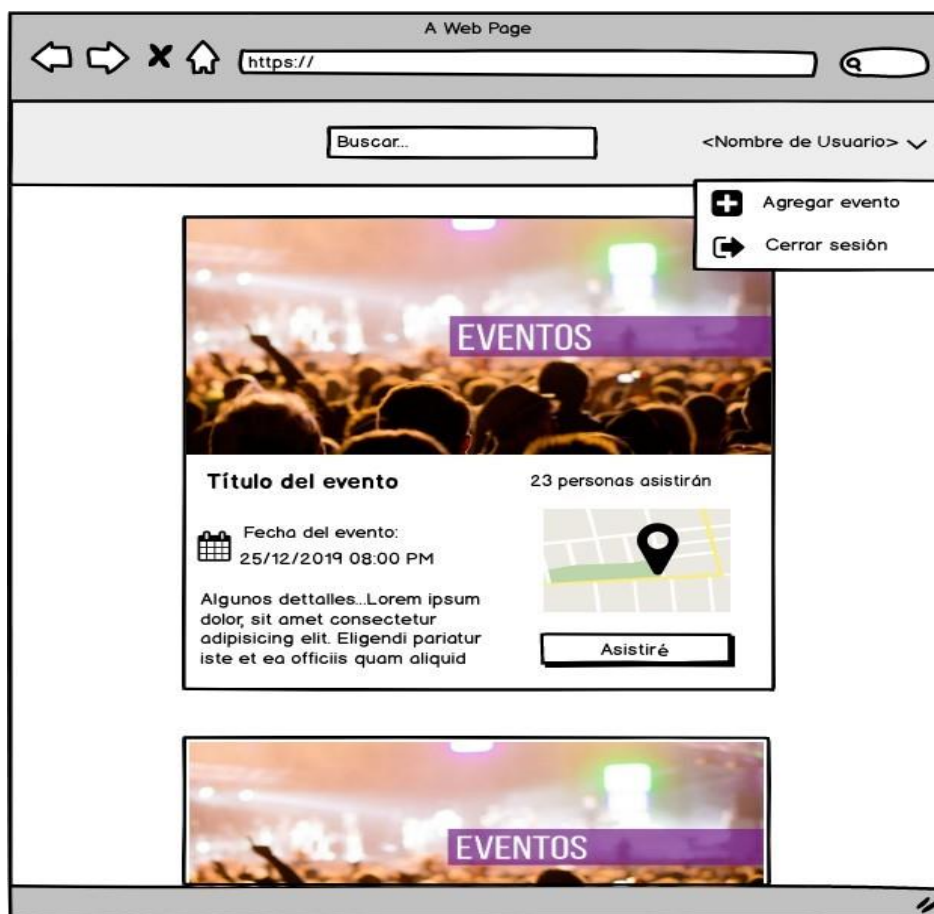 A Web Page
https://
Buscar...
<Nombre de Usuario>
Agregar evento
Cerrar sesión
EVENTOS
Título del evento
23 personas asistirán
Fecha del evento:
25/12/2019 08:00 PM
Algunos dettalles...Lorem ipsum
dolor, sit amet consectetur
adipisicing elit. Eligendi pariatur
iste et ea officiis quam aliquid
Asistiré
EVENTOS